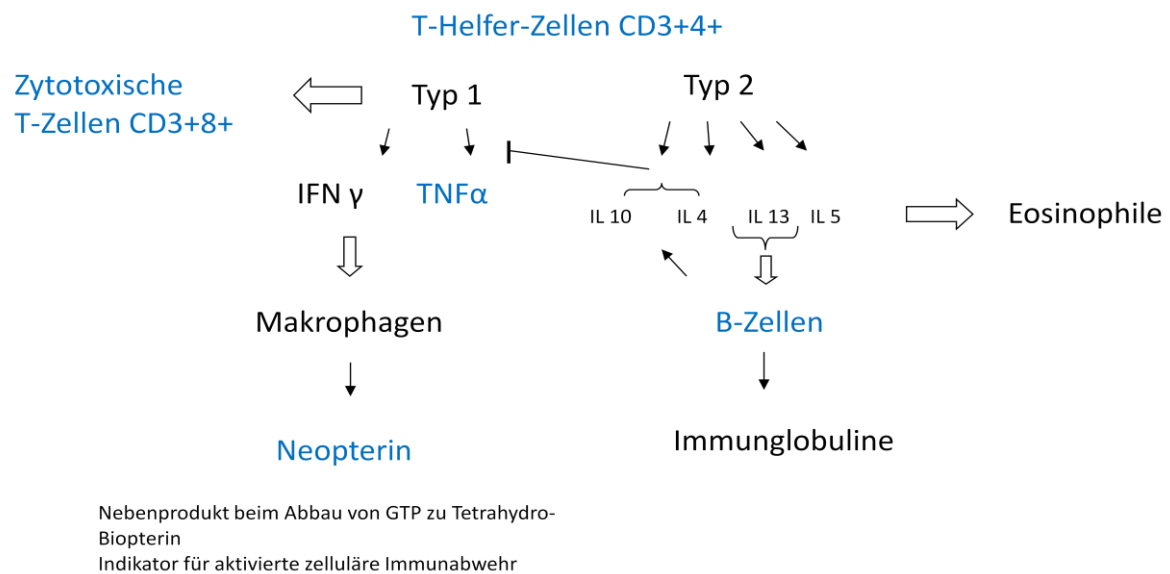 T-Helfer-Zellen CD3+4+
Zytotoxische
T-Zellen CD3+8+
Typ 1
Typ 2
IFN γ
TNFα
IL 10
IL 4
IL 13
IL 5
Eosinophile
Makrophagen
B-Zellen
Neopterin
Immunglobuline
Nebenprodukt beim Abbau von GTP zu Tetrahydro-
Biopterin
Indikator für aktivierte zelluläre Immunabwehr